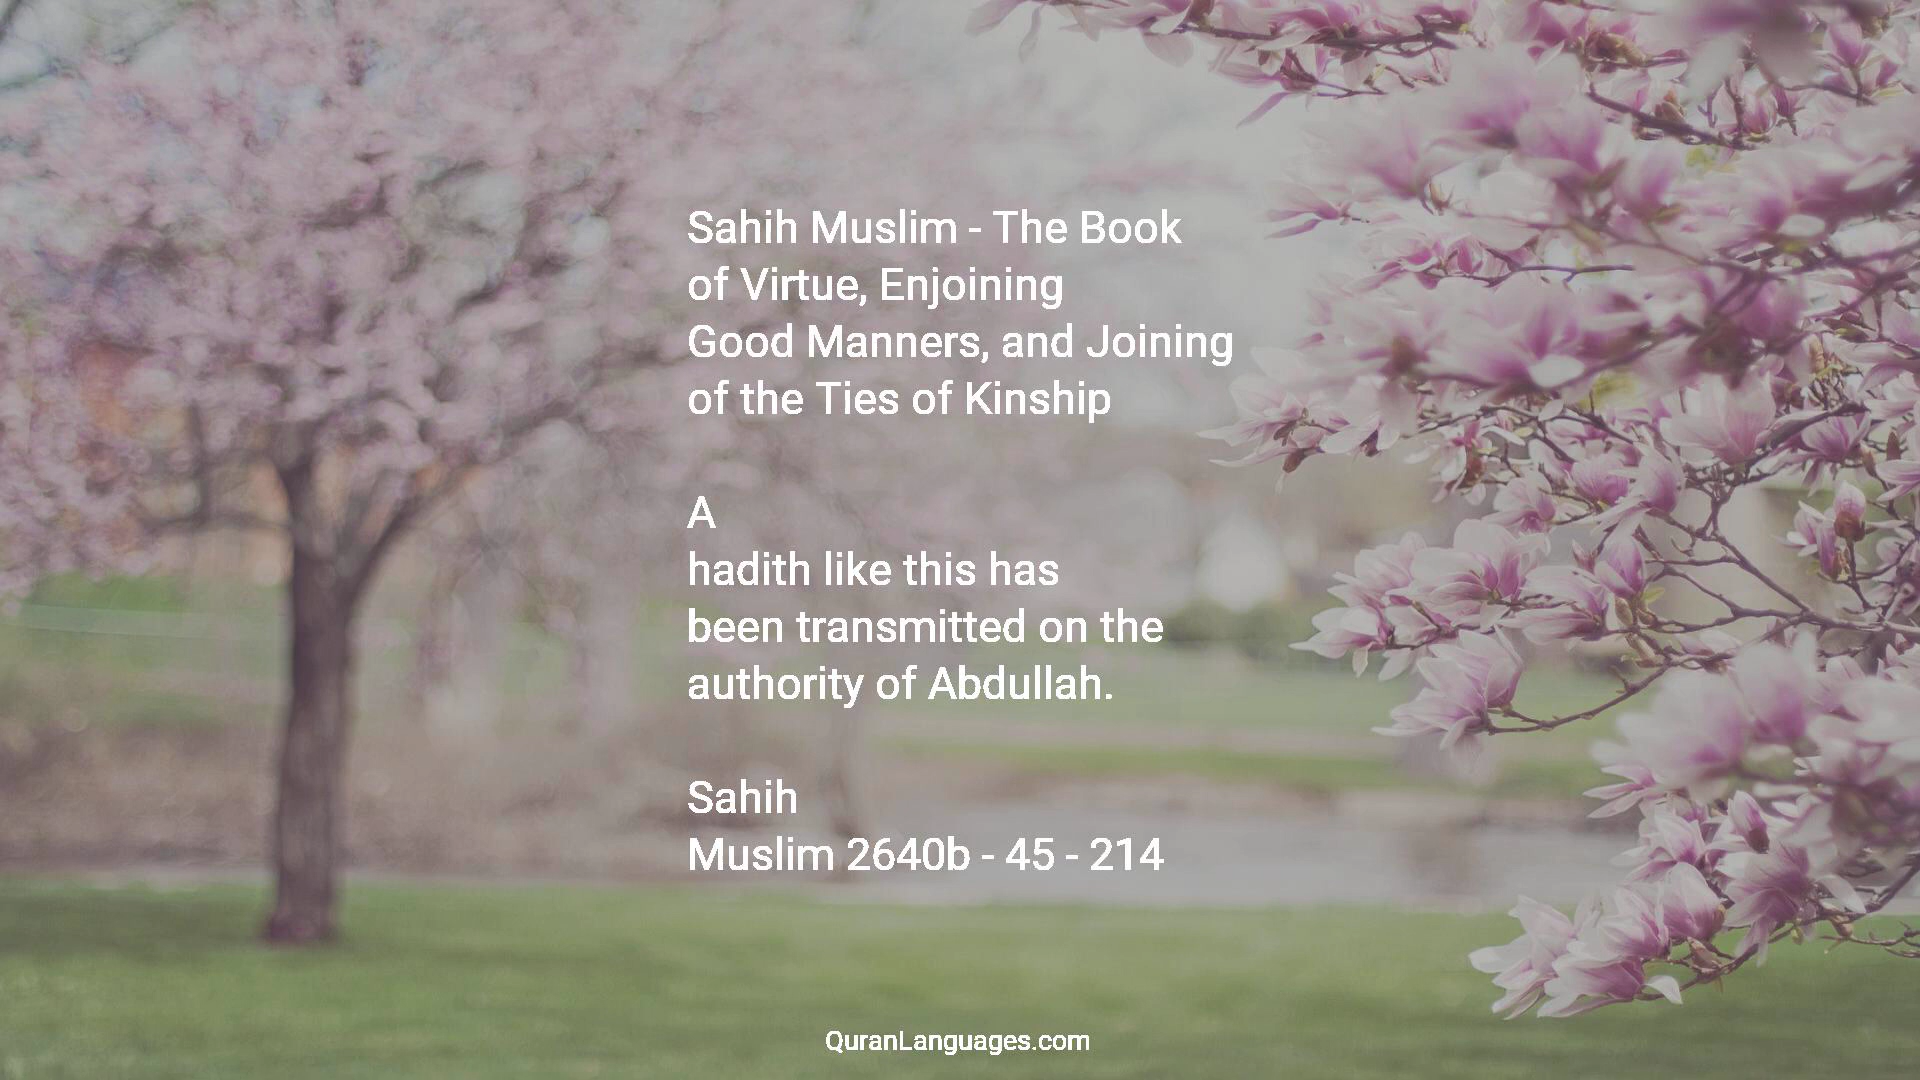 Sahih Muslim - The Book
of Virtue, Enjoining
Good Manners, and Joining
of the Ties of Kinship
A
hadith like this has
been transmitted on the
authority of Abdullah.
Sahih
Muslim 2640b - 45 - 214
QuranLanguages.com